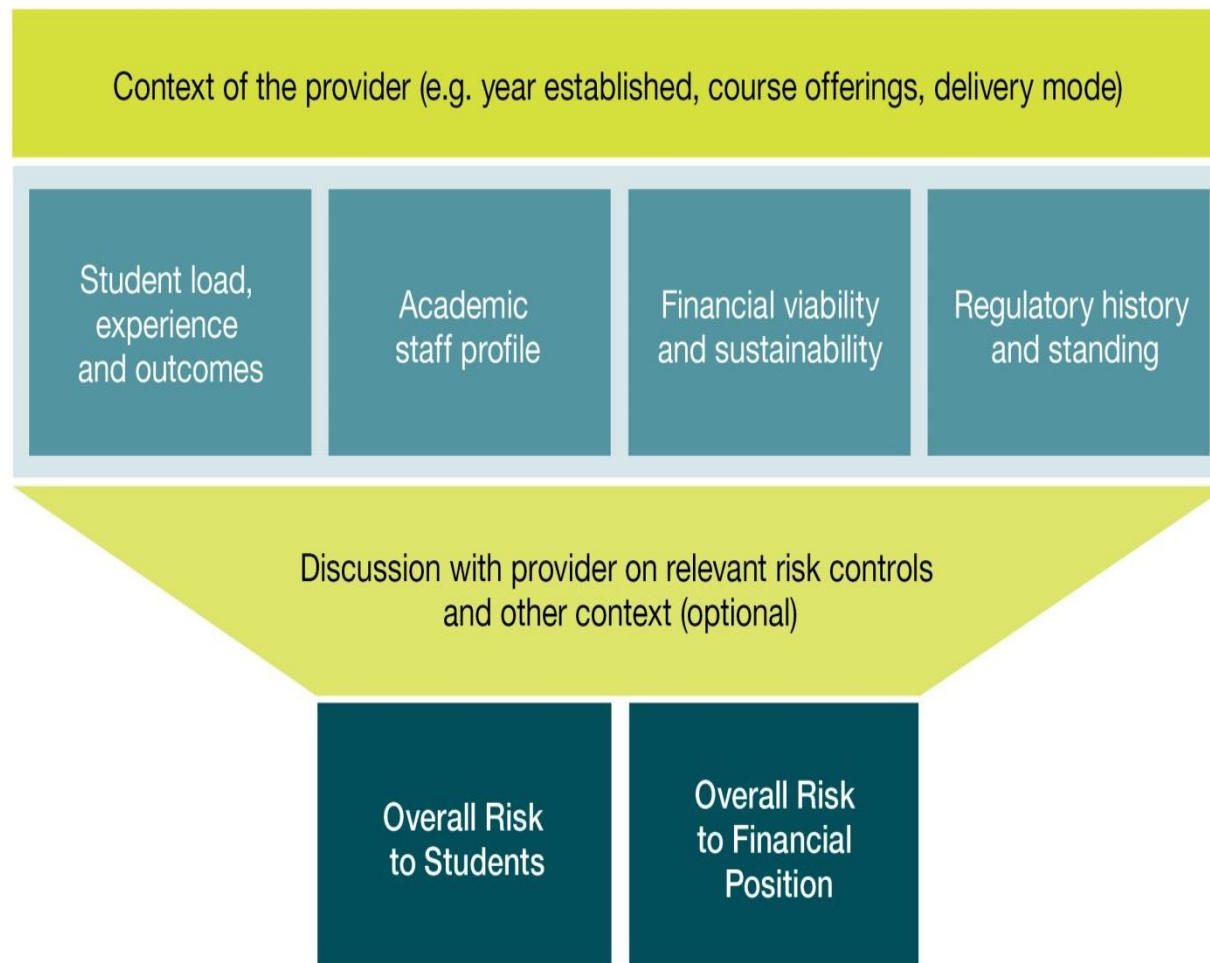 Context of the provider (e.g. year established, course offerings, delivery mode)
Student load,
experience
and outcomes
Academic
staff profile
Financial viability
and sustainability
Regulatory history
and standing
Discussion with provider on relevant risk controls
and other context (optional)
Overall Risk
to Students
Overall Risk
to Financial
Position